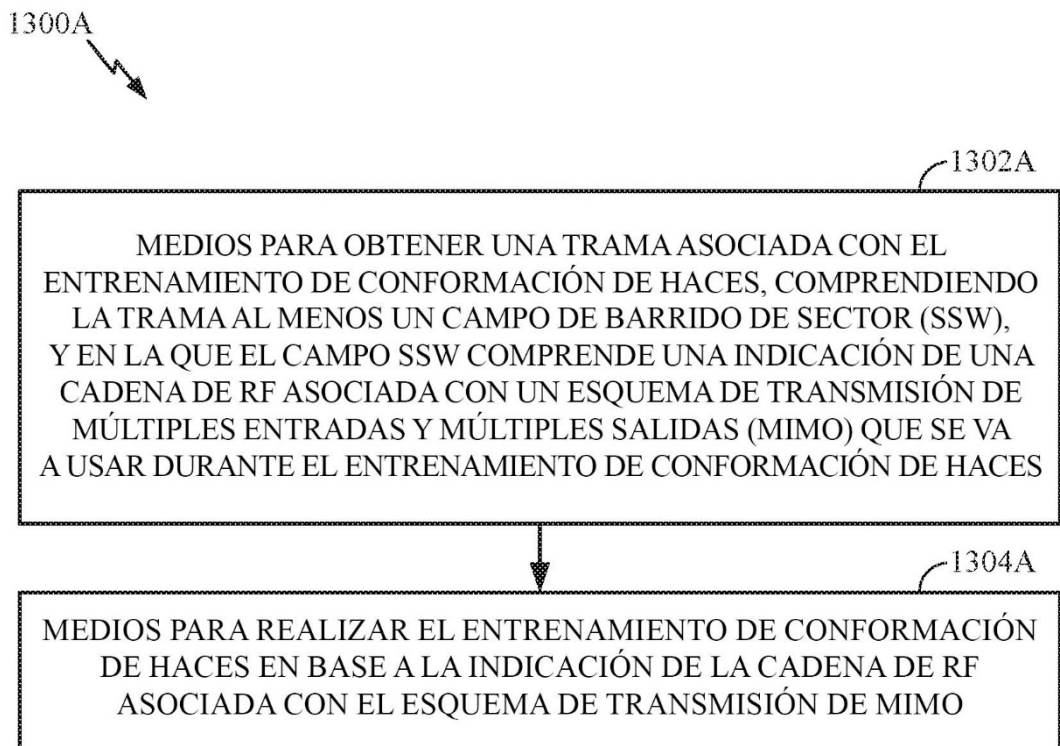 1300A
1302A
MEDIOS PARA OBTENER UNA TRAMA ASOCIADA CON EL
ENTRENAMIENTO DE CONFORMACIÓN DE HACES, COMPRENDIENDO
LA TRAMA AL MENOS UN CAMPO DE BARRIDO DE SECTOR (SSW),
Y EN LA QUE EL CAMPO SSW COMPRENDE UNA INDICACIÓN DE UNA
CADENA DE RF ASOCIADA CON UN ESQUEMA DE TRANSMISIÓN DE
MÚLTIPLES ENTRADAS Y MÚLTIPLES SALIDAS (MIMO) QUE SE VA
A USAR DURANTE EL ENTRENAMIENTO DE CONFORMACIÓN DE HACES
1304A
MEDIOS PARA REALIZAR EL ENTRENAMIENTO DE CONFORMACIÓN
DE HACES EN BASE A LA INDICACIÓN DE LA CADENA DE RF
ASOCIADA CON EL ESQUEMA DE TRANSMISIÓN DE MIMO